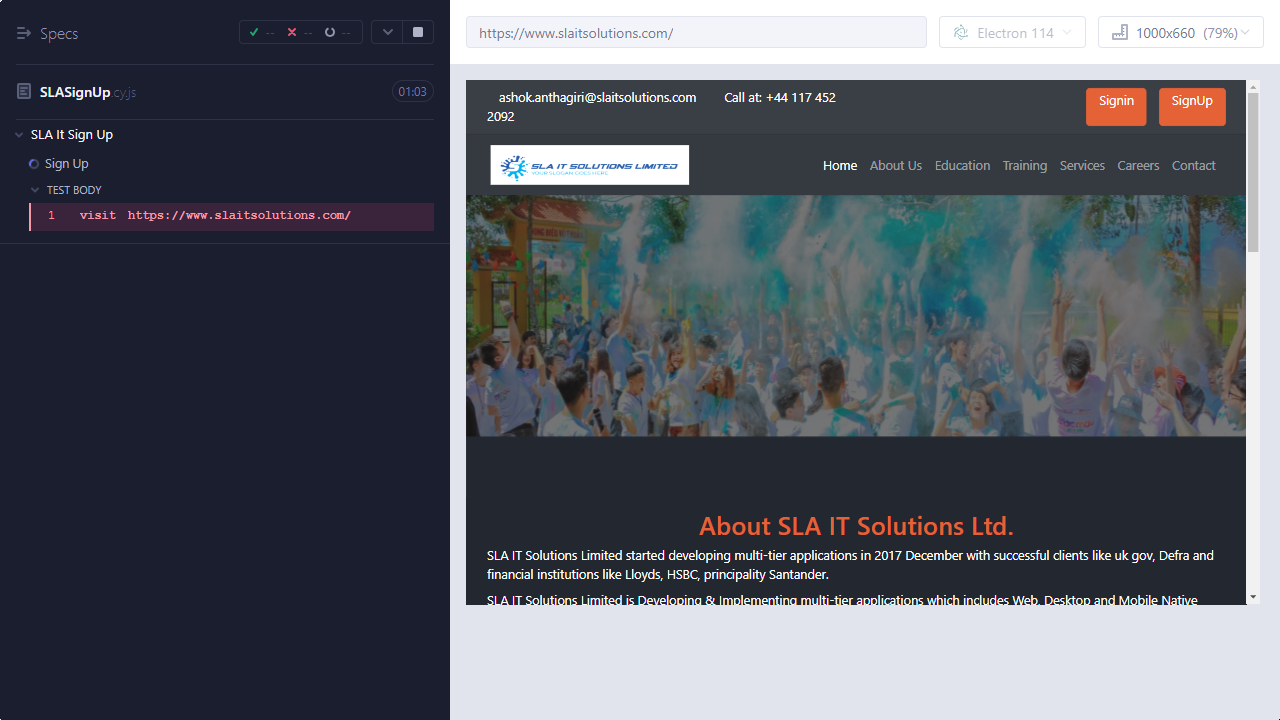 Specs
--
--
--
https://www.slaitsolutions.com/
Electron 114
1000x660 (79%)
SLASignUp.cy.js
01:03
SLA It Sign Up
Sign Up
TEST BODY
1 visit https://www.slaitsolutions.com/
ashok.anthagiri@slaitsolutions.com
Call at: +44 117 452
2092
Signin
SignUp
SLA IT SOLUTIONS LIMITED
YOUR SLOGAN GOES HERE
Home
About Us
Education
Training
Services
Careers
Contact
About SLA IT Solutions Ltd.
SLA IT Solutions Limited started developing multi-tier applications in 2017 December with successful clients like uk gov, Defra and
financial institutions like Lloyds, HSBC, principality Santander.
SLA IT Solutions Limited is Developing & Implementing multi-tier applications which includes Web, Desktop and Mobile Native